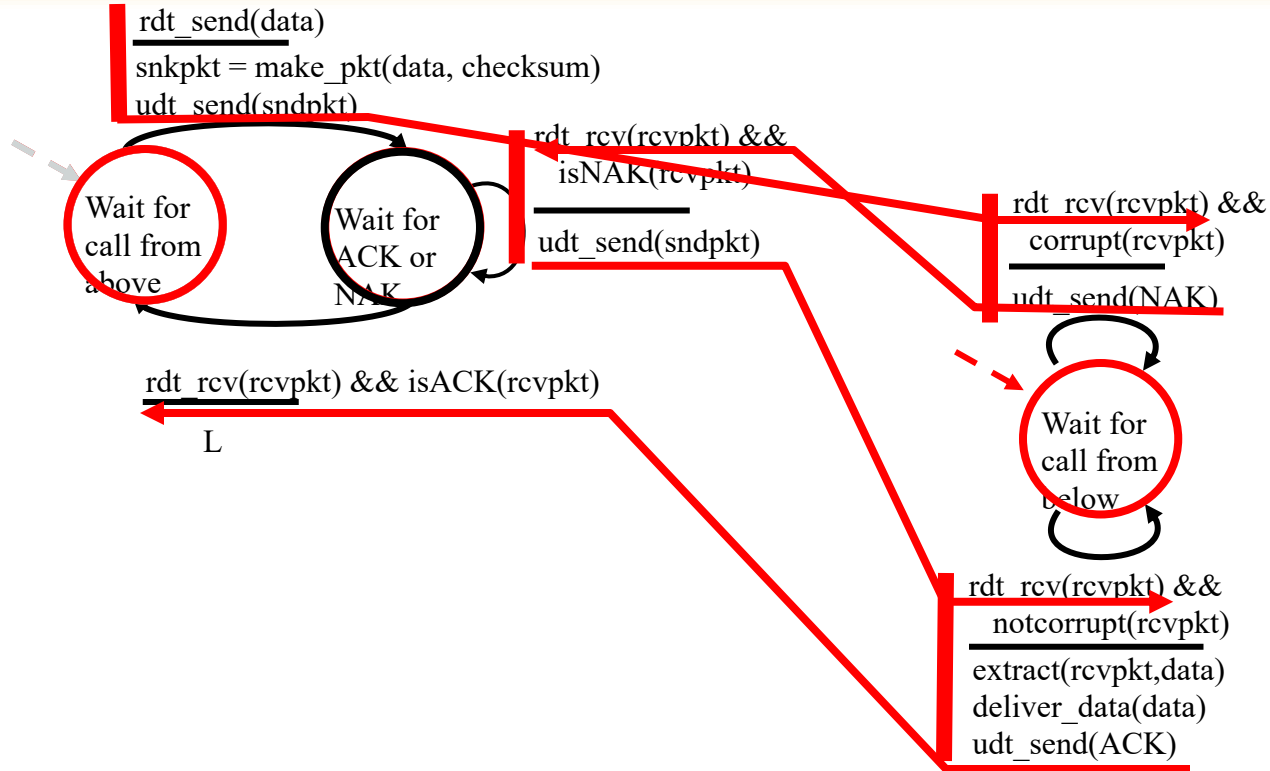 rdt_send(data)
snkpkt = make_pkt(data, checksum)
udt_send(sndpkt)
rdt_rcv(rcvpkt) &&
isNAK(rcvpkt)
udt_send(sndpkt)
Wait for
call from
above
Wait for
ACK or
NAK
rdt_rcv(rcvpkt) &&
corrupt(rcvpkt)
udt_send(NAK)
rdt_rcv(rcvpkt) && isACK(rcvpkt)
L
Wait for
call from
below
rdt_rcv(rcvpkt) &&
notcorrupt(rcvpkt)
extract(rcvpkt,data)
deliver_data(data)
udt_send(ACK)